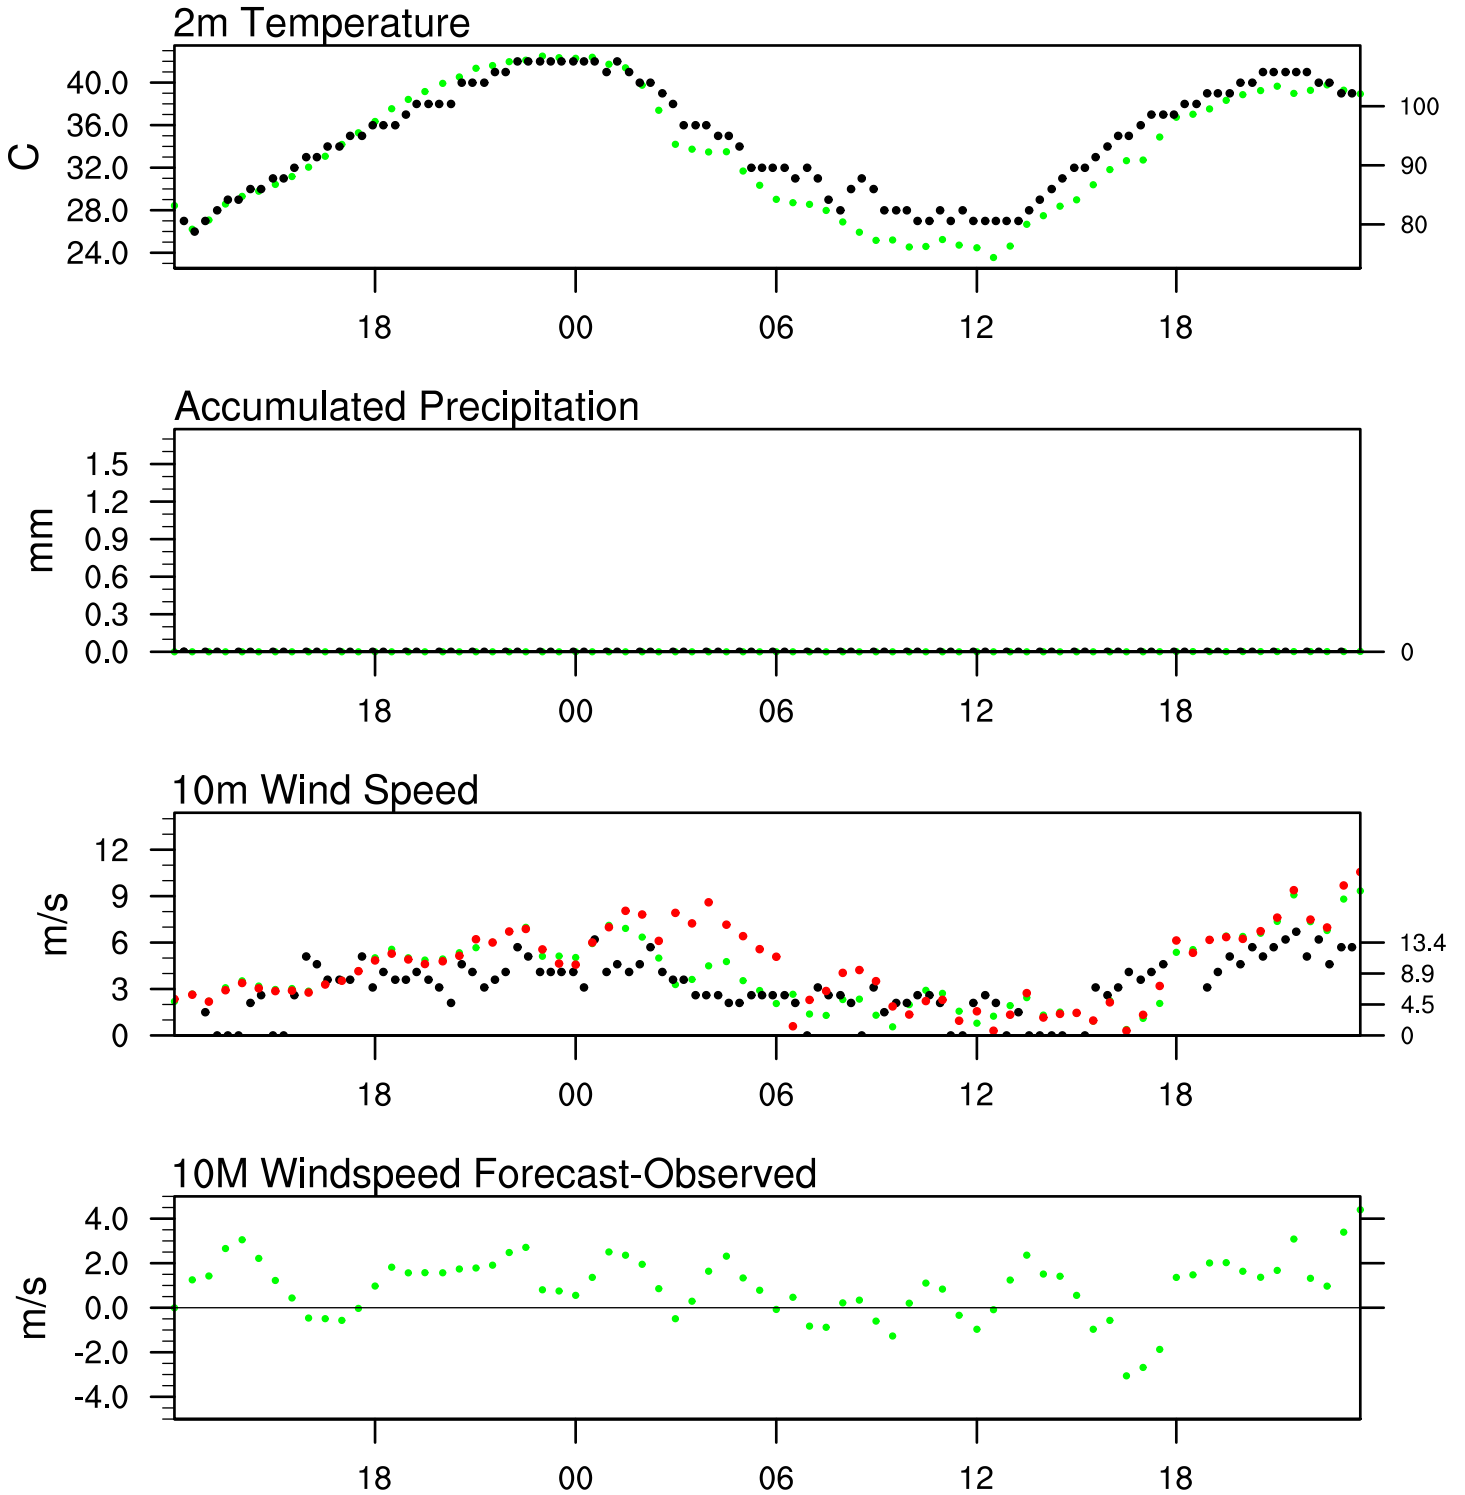 2m Temperature
C
40.0
36.0
32.0
28.0
24.0
100
90
80
18 00 06 12 18
Accumulated Precipitation
mm
1.5
1.2
0.9
0.6
0.3
0.0
0
18 00 06 12 18
10m Wind Speed
m/s
12
9
6
3
0
13.4
8.9
4.5
0
18 00 06 12 18
10M Windspeed Forecast-Observed
m/s
4.0
2.0
0.0
-2.0
-4.0
18 00 06 12 18